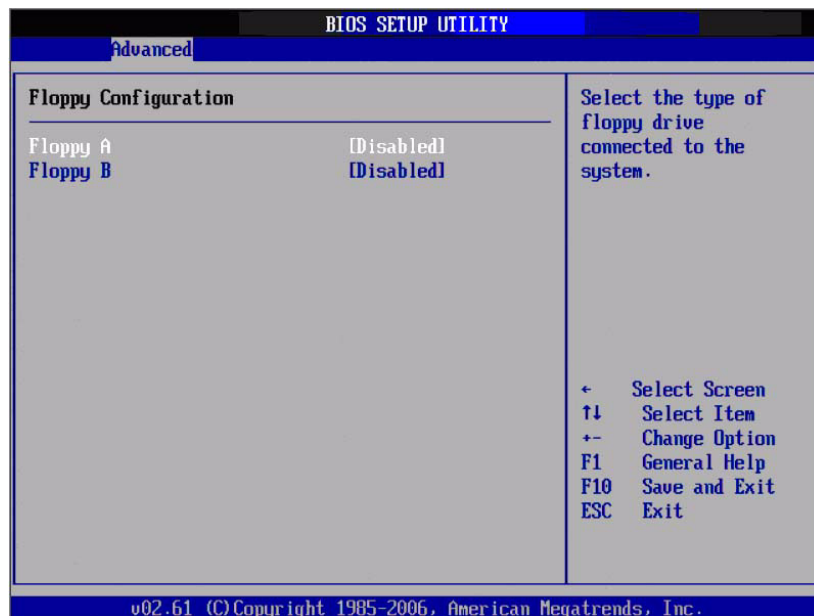 BIOS SETUP UTILITY
Advanced
Floppy Configuration
Floppy A [Disabled]
Floppy B [Disabled]
Select the type of
floppy drive
connected to the
system.
← Select Screen
↑↓ Select Item
+- Change Option
F1 General Help
F10 Save and Exit
ESC Exit
v02.61 (C)Copyright 1985-2006, American Megatrends, Inc.